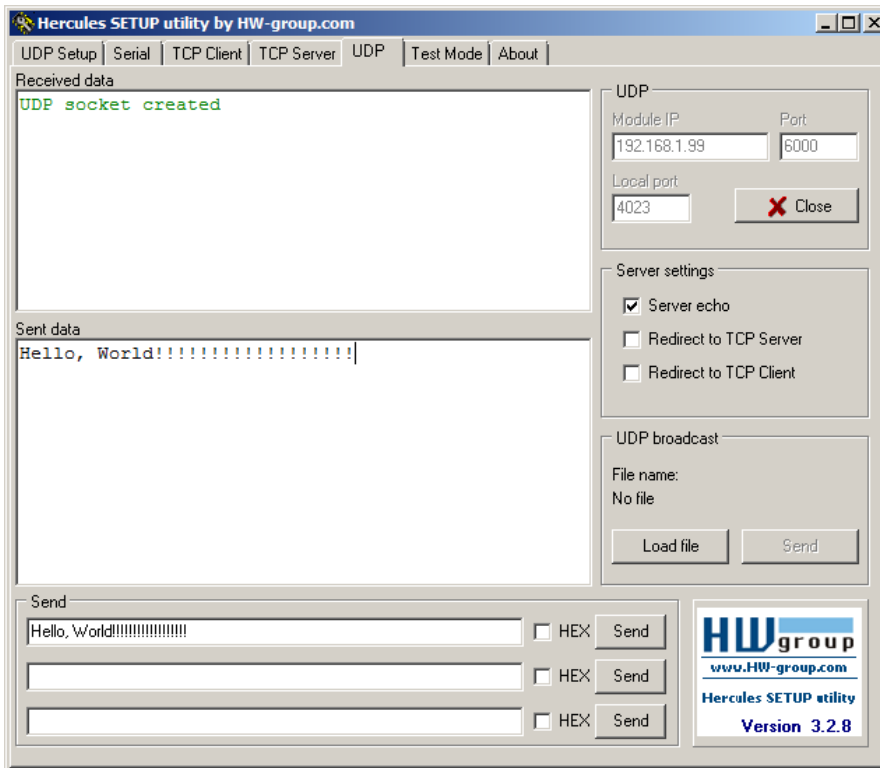 Hercules SETUP utility by HW-group.com
UDP Setup Serial TCP Client TCP Server UDP Test Mode About
Received data
UDP socket created
UDP
Module IP Port
192.168.1.99 6000
Local port
4023 Close
Server settings
Server echo
Redirect to TCP Server
Redirect to TCP Client
Sent data
Hello, World!!!!!!!!!!!!!!!!!!
UDP broadcast
File name:
No file
Load file Send
Send
Hello, World!!!!!!!!!!!!!!!!!! HEX Send
HEX Send
HEX Send
HW group
www.HW-group.com
Hercules SETUP utility
Version 3.2.8